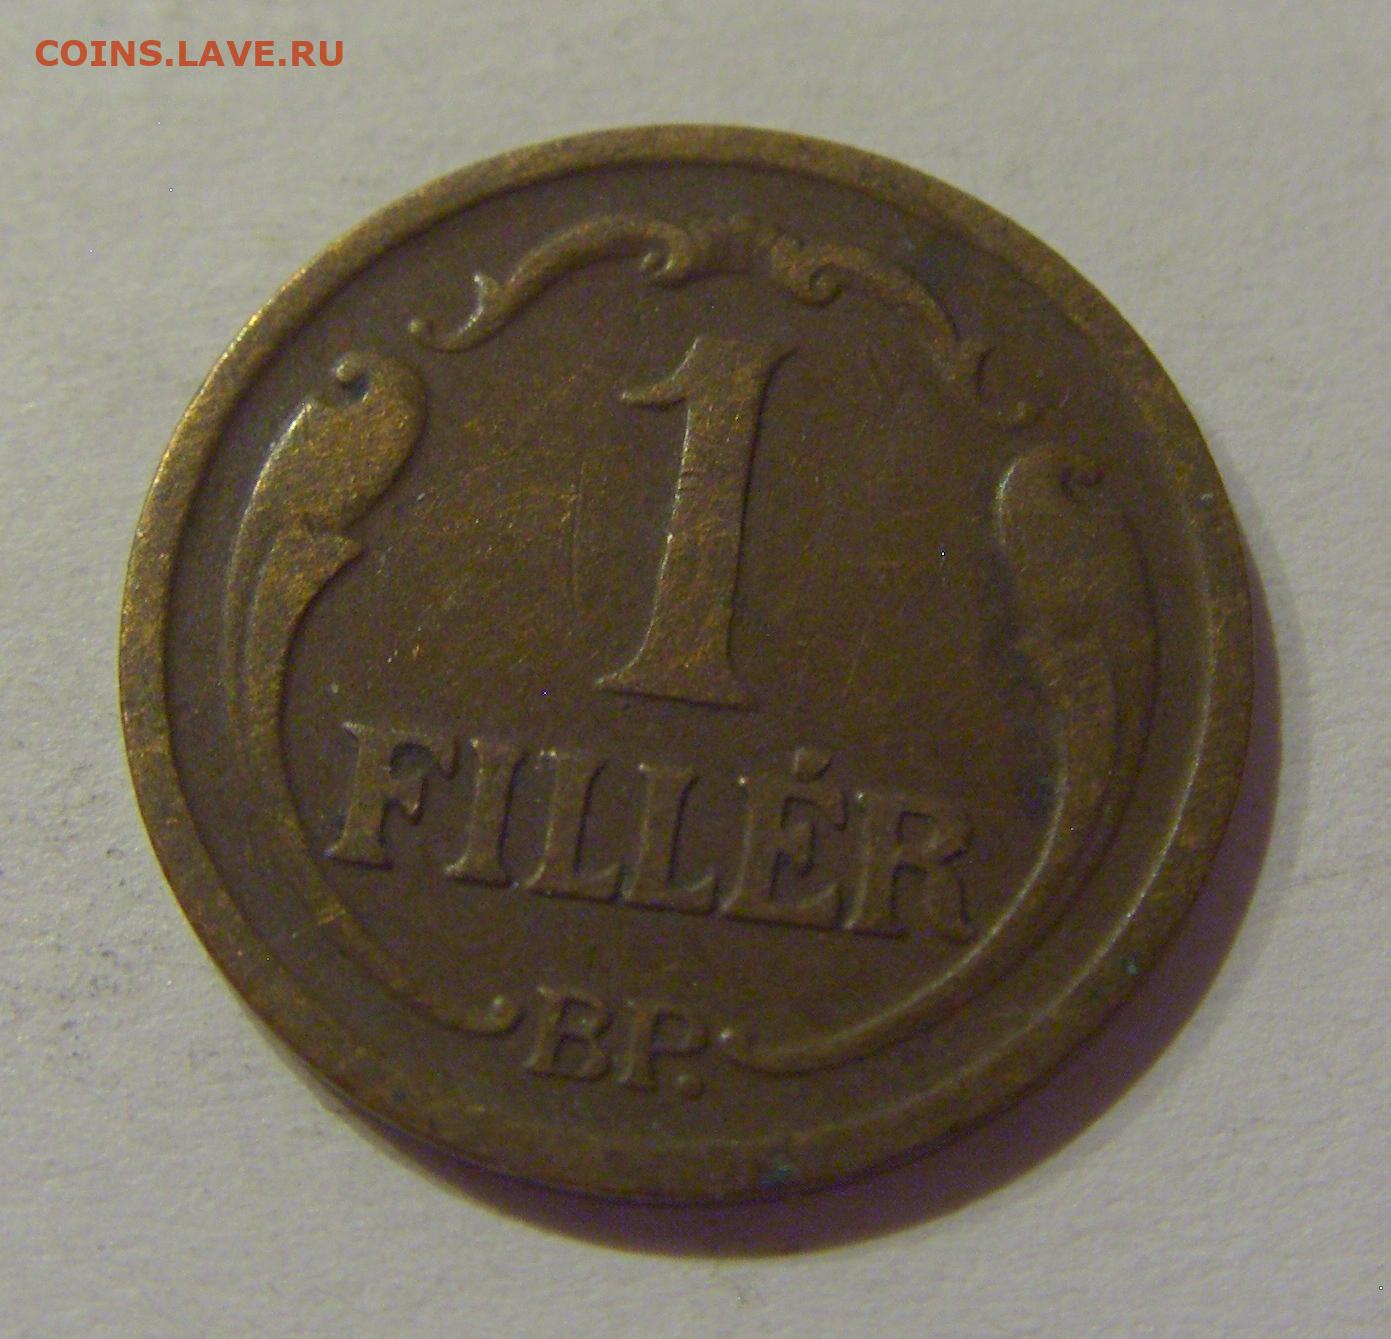 COINS.LAVE.RU
1
FILLÉR
·BP.·